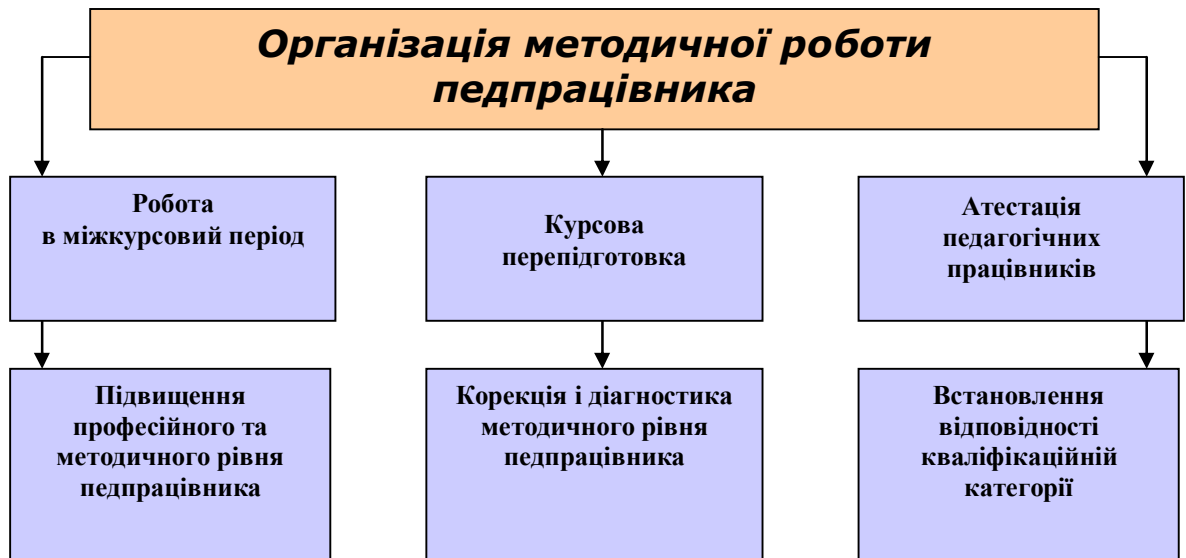 Організація методичної роботи
педпрацівника
Робота
в міжкурсовий період
Курсова
перепідготовка
Атестація
педагогічних
працівників
Підвищення
професійного та
методичного рівня
педпрацівника
Корекція і діагностика
методичного рівня
педпрацівника
Встановлення
відповідності
кваліфікаційній
категорії